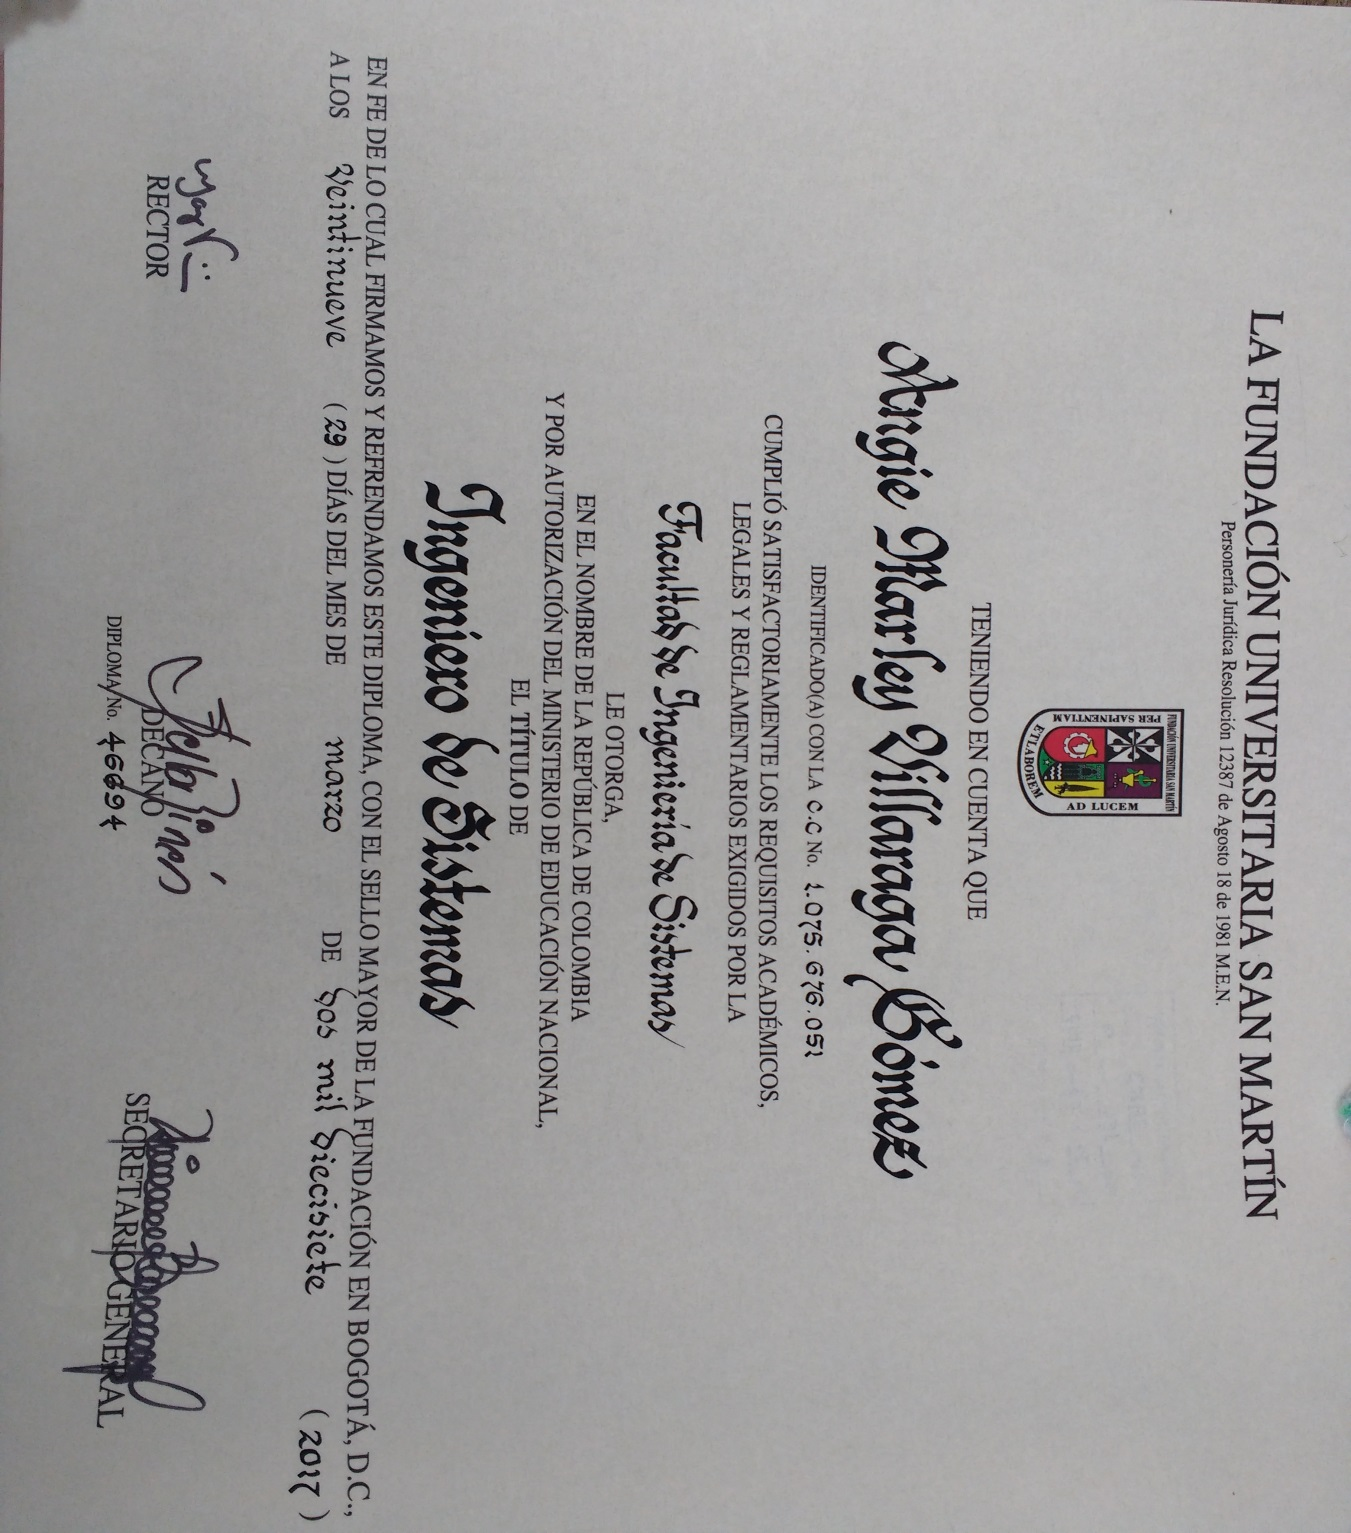 LA FUNDACIÓN UNIVERSITARIA SAN MARTÍN
Personería Jurídica Resolución 12387 de Agosto 18 de 1981 M.E.N.
FUNDACIÓN UNIVERSITARIA SAN MARTÍN
PER SAPIENTIAM
AD LUCEM
ET LABOREM
TENIENDO EN CUENTA QUE
Angie Marley Villaraga Gómez
IDENTIFICADO(A) CON LA C.C No. 1.075.676.051
CUMPLIÓ SATISFACTORIAMENTE LOS REQUISITOS ACADÉMICOS,
LEGALES Y REGLAMENTARIOS EXIGIDOS POR LA
Facultad de Ingeniería de Sistemas
LE OTORGA,
EN EL NOMBRE DE LA REPÚBLICA DE COLOMBIA
Y POR AUTORIZACIÓN DEL MINISTERIO DE EDUCACIÓN NACIONAL,
EL TÍTULO DE
Ingeniero de Sistemas
EN FE DE LO CUAL FIRMAMOS Y REFRENDAMOS ESTE DIPLOMA, CON EL SELLO MAYOR DE LA FUNDACIÓN EN BOGOTÁ, D.C.,
A LOS Veintinueve (29) DÍAS DEL MES DE marzo DE dos mil diecisiete (2017)
RECTOR
DECANO
SECRETARIO GENERAL
DIPLOMA No. 46694